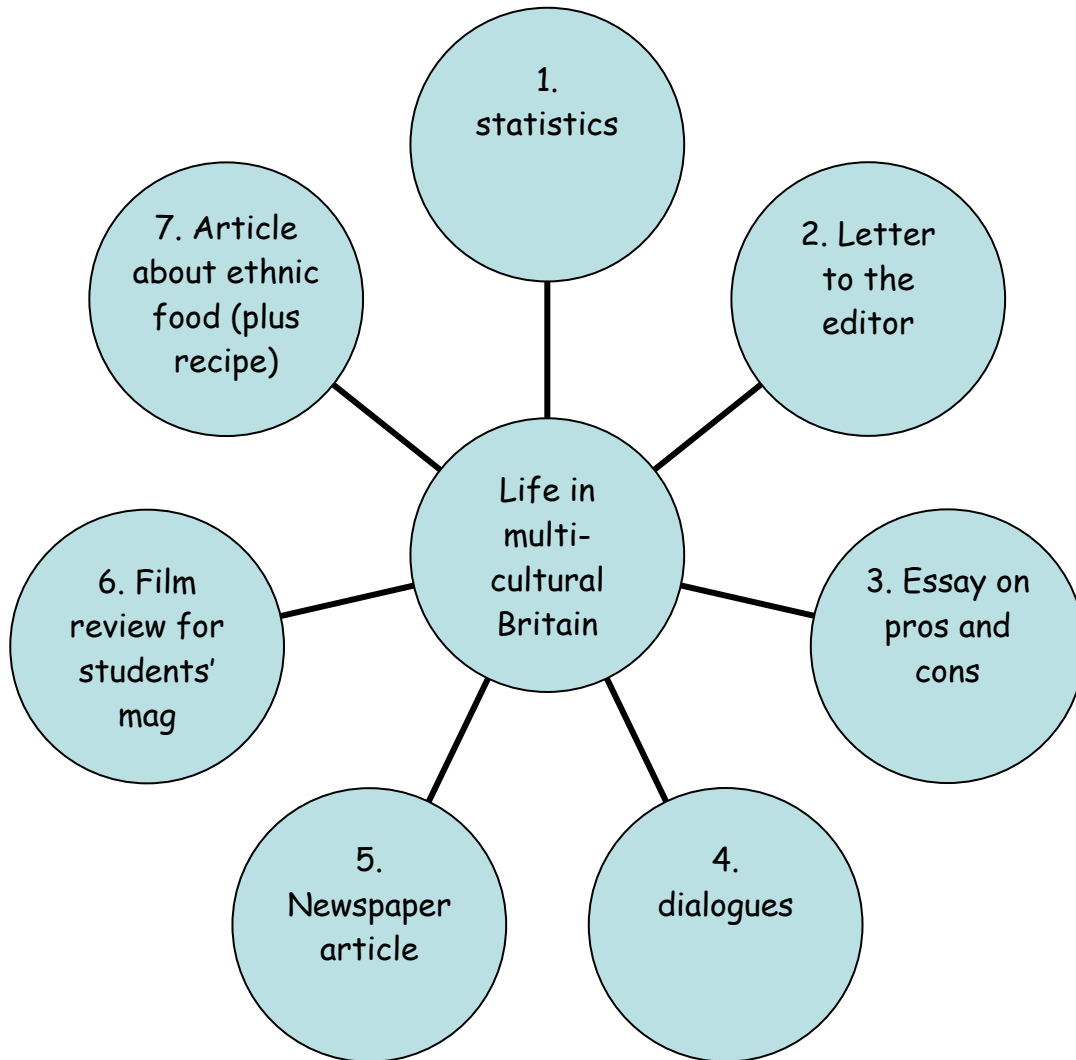 1.
statistics
2. Letter
to the
editor
3. Essay on
pros and
cons
4.
dialogues
5.
Newspaper
article
6. Film
review for
students’
mag
7. Article
about ethnic
food (plus
recipe)
Life in
multi-
cultural
Britain